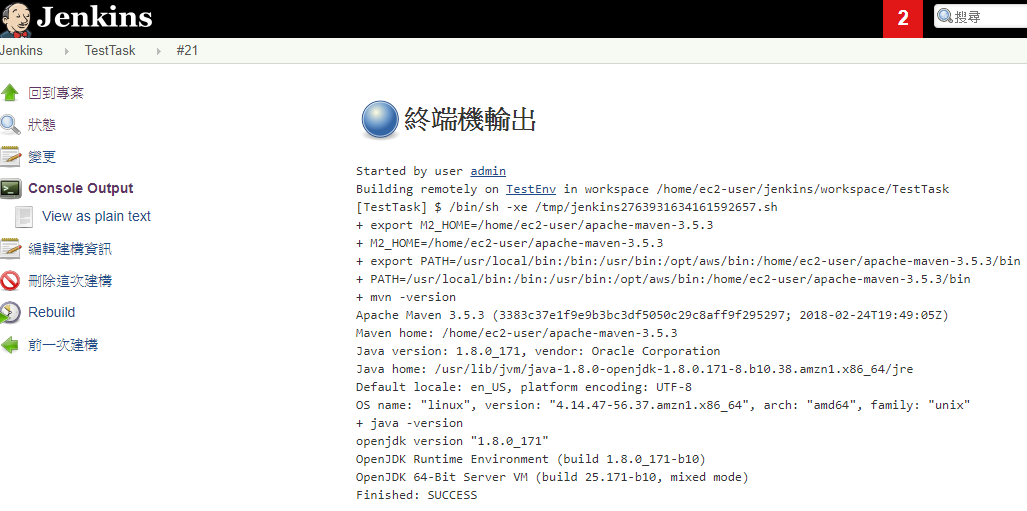 Jenkins
2
搜尋
Jenkins
TestTask
#21
回到專案
狀態
變更
Console Output
View as plain text
編輯建構資訊
刪除這次建構
Rebuild
前一次建構
終端機輸出
Started by user admin
Building remotely on TestEnv in workspace /home/ec2-user/jenkins/workspace/TestTask
[TestTask] $ /bin/sh -xe /tmp/jenkins2763931634161592657.sh
+ export M2_HOME=/home/ec2-user/apache-maven-3.5.3
+ M2_HOME=/home/ec2-user/apache-maven-3.5.3
+ export PATH=/usr/local/bin:/bin:/usr/bin:/opt/aws/bin:/home/ec2-user/apache-maven-3.5.3/bin
+ PATH=/usr/local/bin:/bin:/usr/bin:/opt/aws/bin:/home/ec2-user/apache-maven-3.5.3/bin
+ mvn -version
Apache Maven 3.5.3 (3383c37e1f9e9b3bc3df5050c29c8aff9f295297; 2018-02-24T19:49:05Z)
Maven home: /home/ec2-user/apache-maven-3.5.3
Java version: 1.8.0_171, vendor: Oracle Corporation
Java home: /usr/lib/jvm/java-1.8.0-openjdk-1.8.0.171-8.b10.38.amzn1.x86_64/jre
Default locale: en_US, platform encoding: UTF-8
OS name: "linux", version: "4.14.47-56.37.amzn1.x86_64", arch: "amd64", family: "unix"
+ java -version
openjdk version "1.8.0_171"
OpenJDK Runtime Environment (build 1.8.0_171-b10)
OpenJDK 64-Bit Server VM (build 25.171-b10, mixed mode)
Finished: SUCCESS